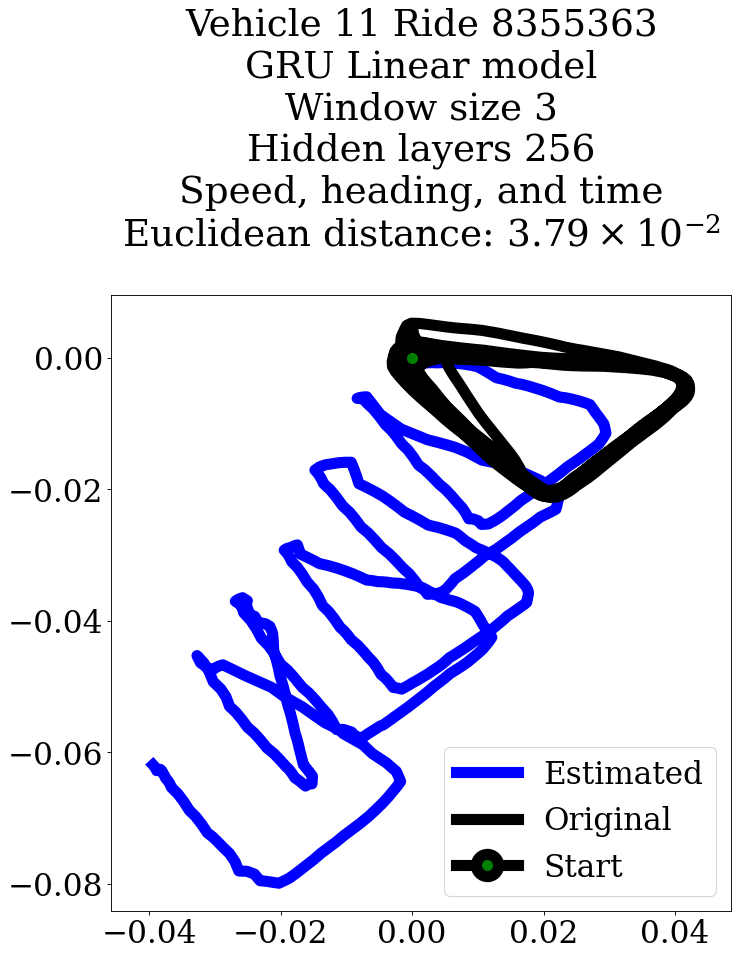 Vehicle 11 Ride 8355363
GRU Linear model
Window size 3
Hidden layers 256
Speed, heading, and time
Euclidean distance: 3.79 × 10⁻²
0.00
−0.02
−0.04
−0.06
−0.08
Estimated
Original
Start
−0.04 −0.02 0.00 0.02 0.04